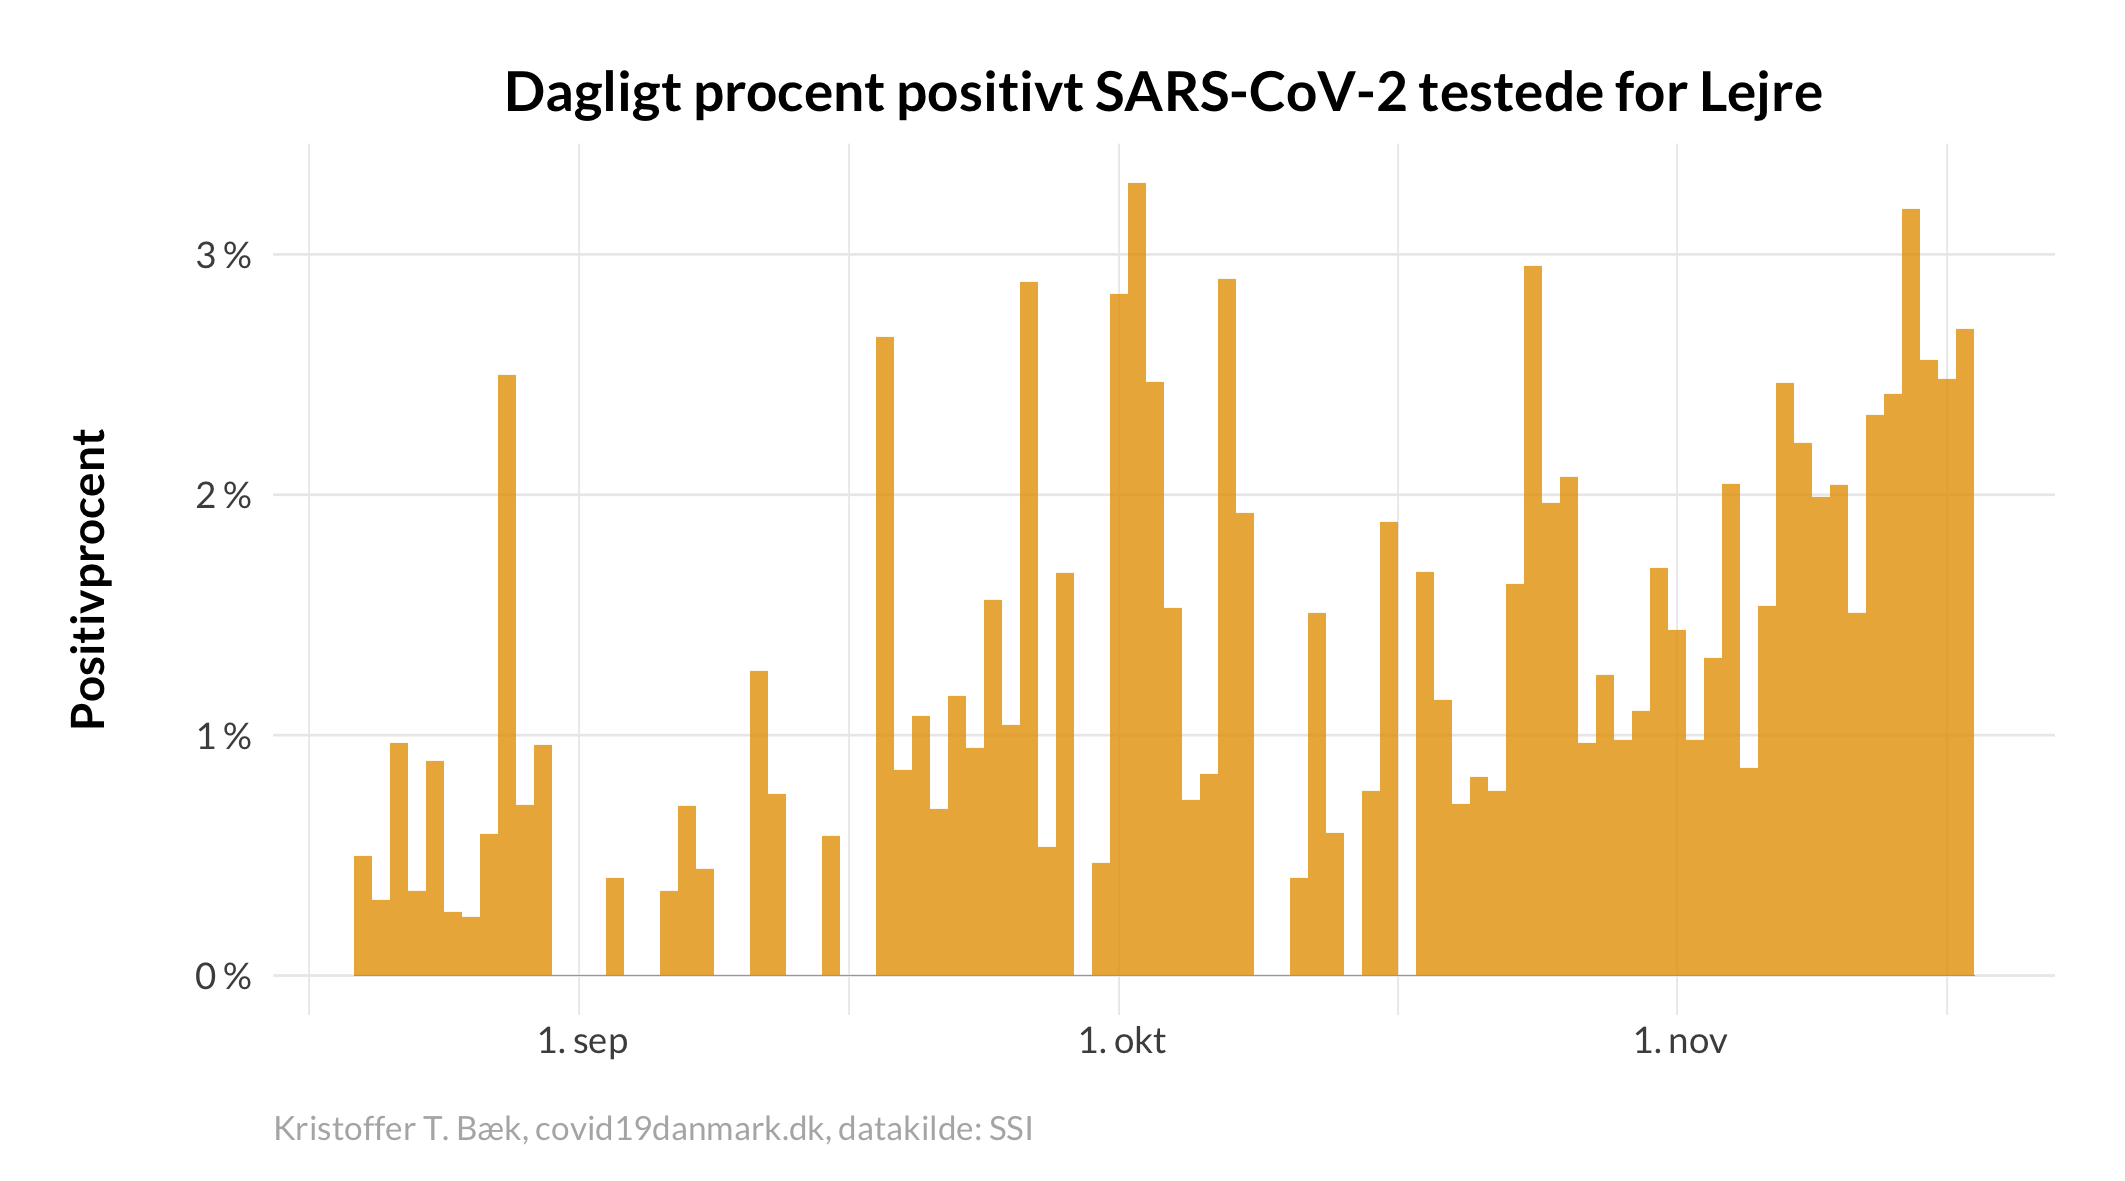 Dagligt procent positivt SARS-CoV-2 testede for Lejre
Positivprocent
3 %
2 %
1 %
0 %
1. sep
1. okt
1. nov
Kristoffer T. Bæk, covid19danmark.dk, datakilde: SSI